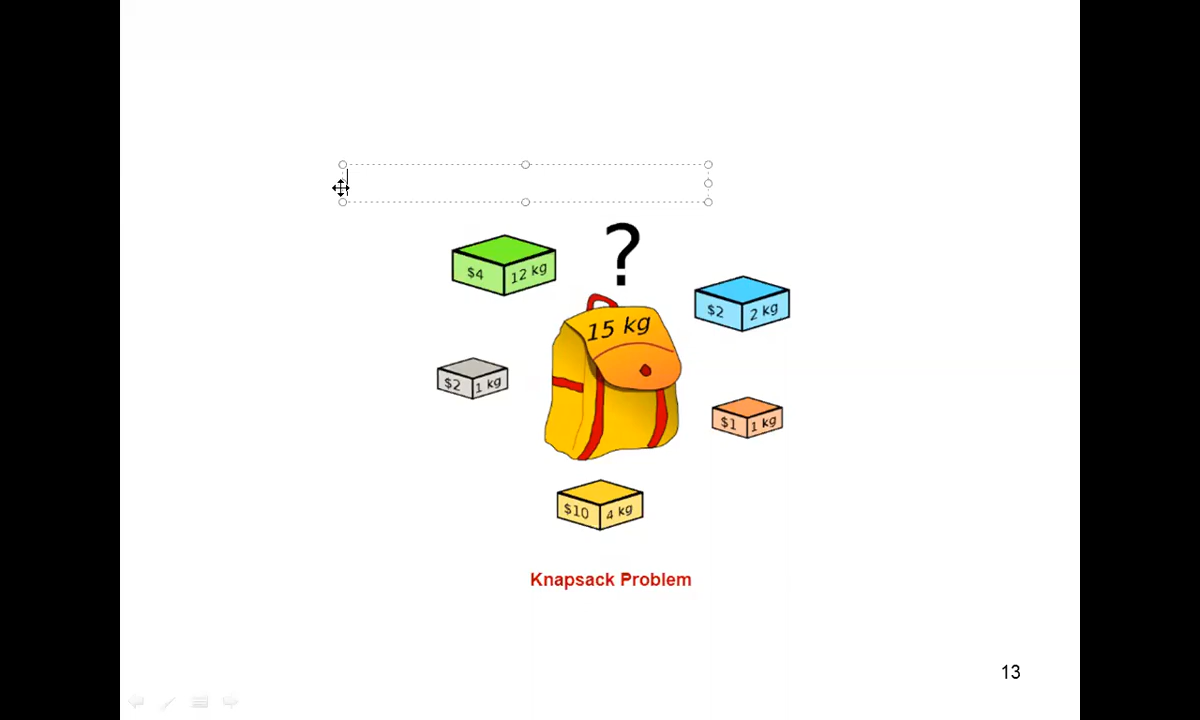 ?
$4 12 kg
15 kg
$2 2 kg
$2 1 kg
$1 1 kg
$10 4 kg
Knapsack Problem
13